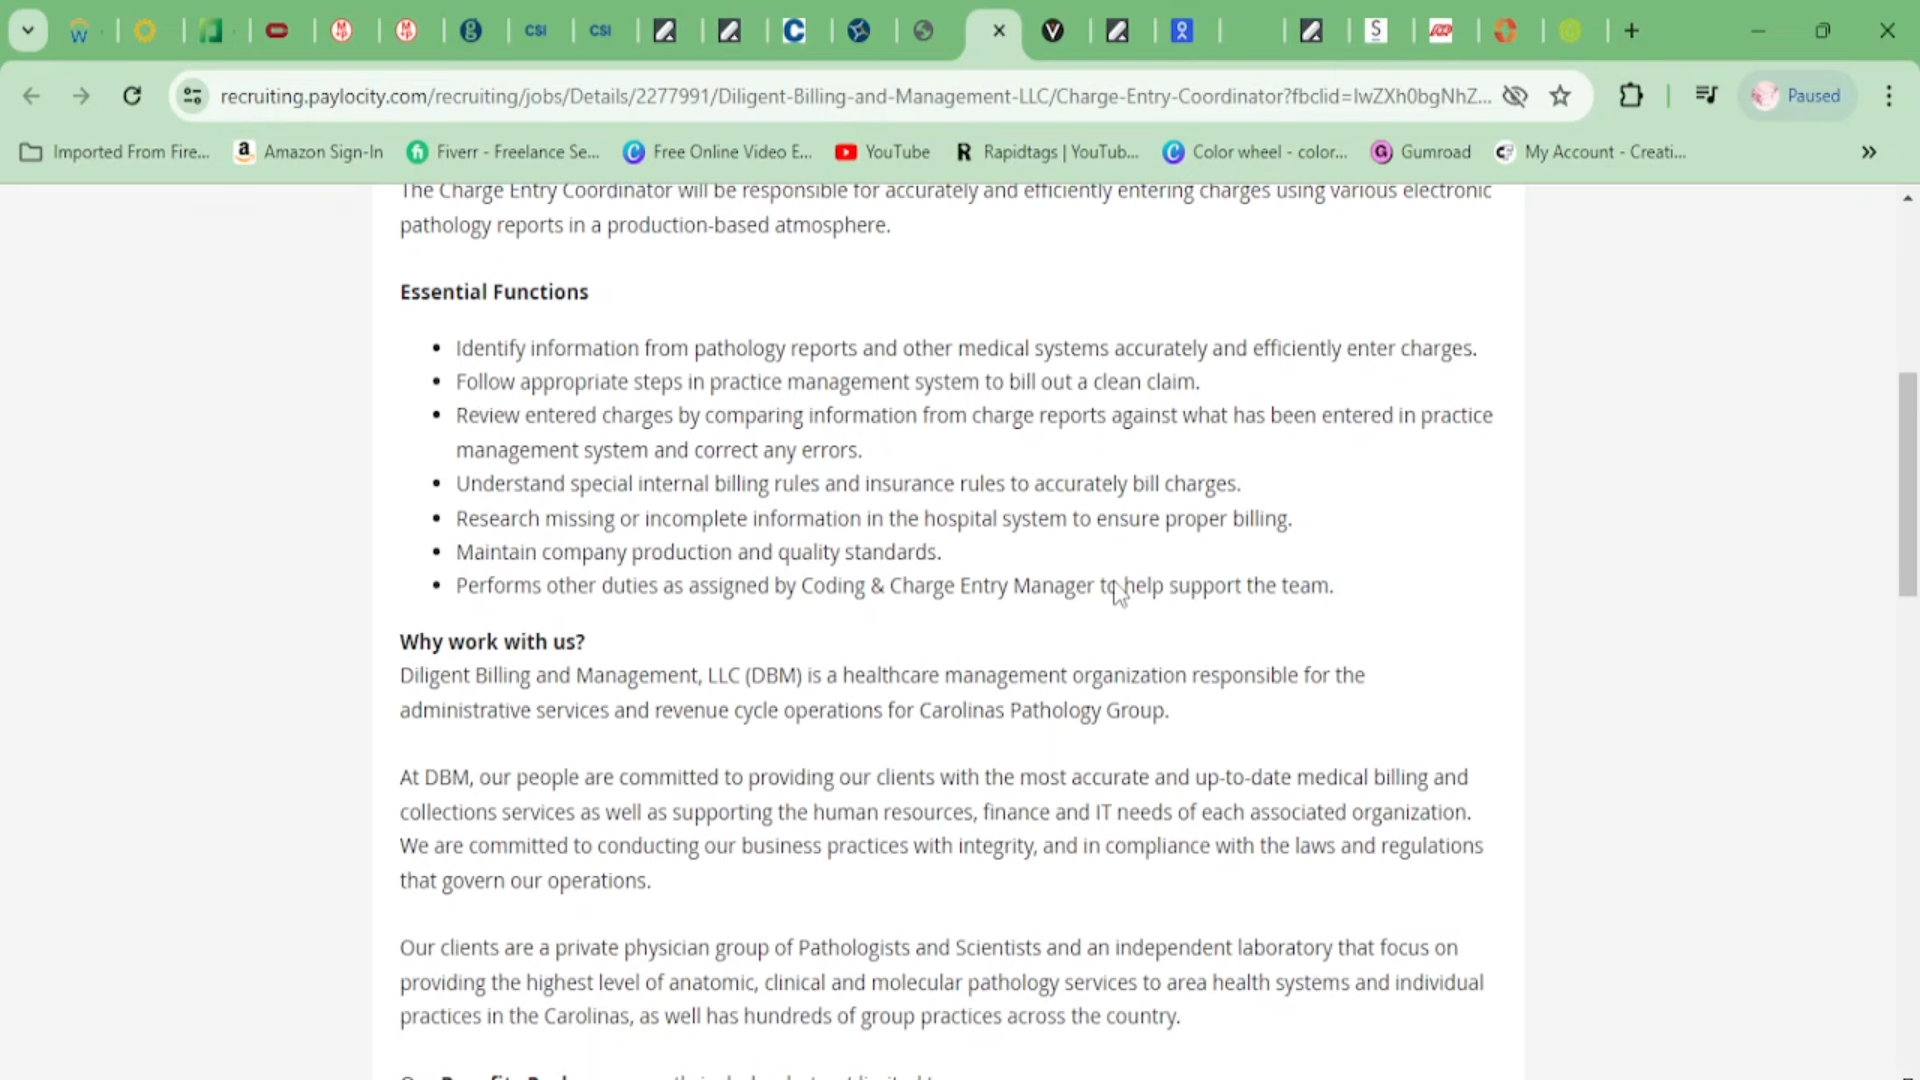 CSI
CSI
S
ADP
Paused
recruiting.paylocity.com/recruiting/jobs/Details/2277991/Diligent-Billing-and-Management-LLC/Charge-Entry-Coordinator?fbclid=IwZXh0bgNhZ...
Imported From Fire... Amazon Sign-In Fiverr - Freelance Se... Free Online Video E... YouTube Rapidtags | YouTub... Color wheel - color... Gumroad My Account - Creati...
The Charge Entry Coordinator will be responsible for accurately and efficiently entering charges using various electronic
pathology reports in a production-based atmosphere.
Essential Functions
• Identify information from pathology reports and other medical systems accurately and efficiently enter charges.
• Follow appropriate steps in practice management system to bill out a clean claim.
• Review entered charges by comparing information from charge reports against what has been entered in practice
management system and correct any errors.
• Understand special internal billing rules and insurance rules to accurately bill charges.
• Research missing or incomplete information in the hospital system to ensure proper billing.
• Maintain company production and quality standards.
• Performs other duties as assigned by Coding & Charge Entry Manager to help support the team.
Why work with us?
Diligent Billing and Management, LLC (DBM) is a healthcare management organization responsible for the
administrative services and revenue cycle operations for Carolinas Pathology Group.
At DBM, our people are committed to providing our clients with the most accurate and up-to-date medical billing and
collections services as well as supporting the human resources, finance and IT needs of each associated organization.
We are committed to conducting our business practices with integrity, and in compliance with the laws and regulations
that govern our operations.
Our clients are a private physician group of Pathologists and Scientists and an independent laboratory that focus on
providing the highest level of anatomic, clinical and molecular pathology services to area health systems and individual
practices in the Carolinas, as well has hundreds of group practices across the country.